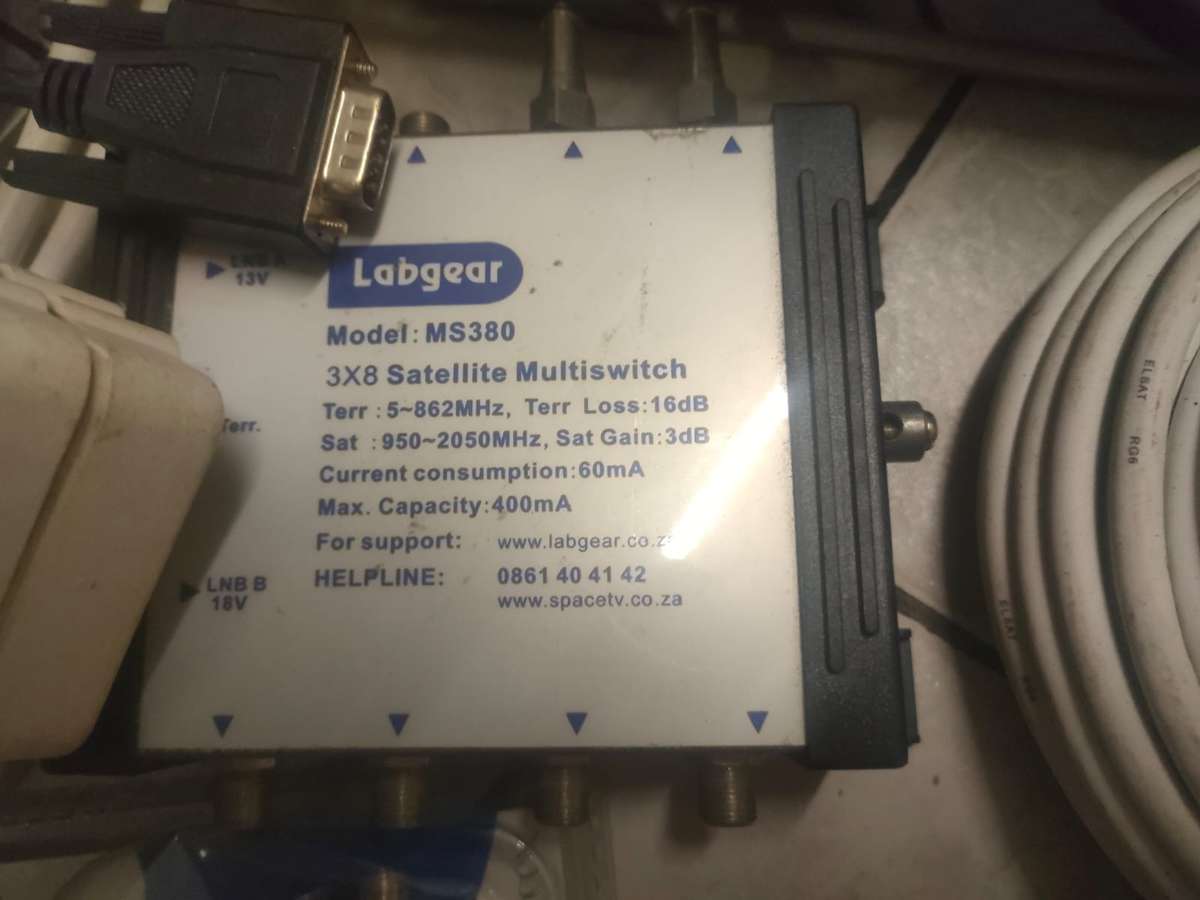 LNB A
13V
Labgear
Model: MS380
3X8 Satellite Multiswitch
Terr : 5~862MHz, Terr Loss:16dB
Terr.
Sat : 950~2050MHz, Sat Gain:3dB
Current consumption:60mA
Max. Capacity:400mA
For support: www.labgear.co.za
LNB B
18V
HELPLINE: 0861 40 41 42
www.spacetv.co.za
ELBAT RG6
ELBAT